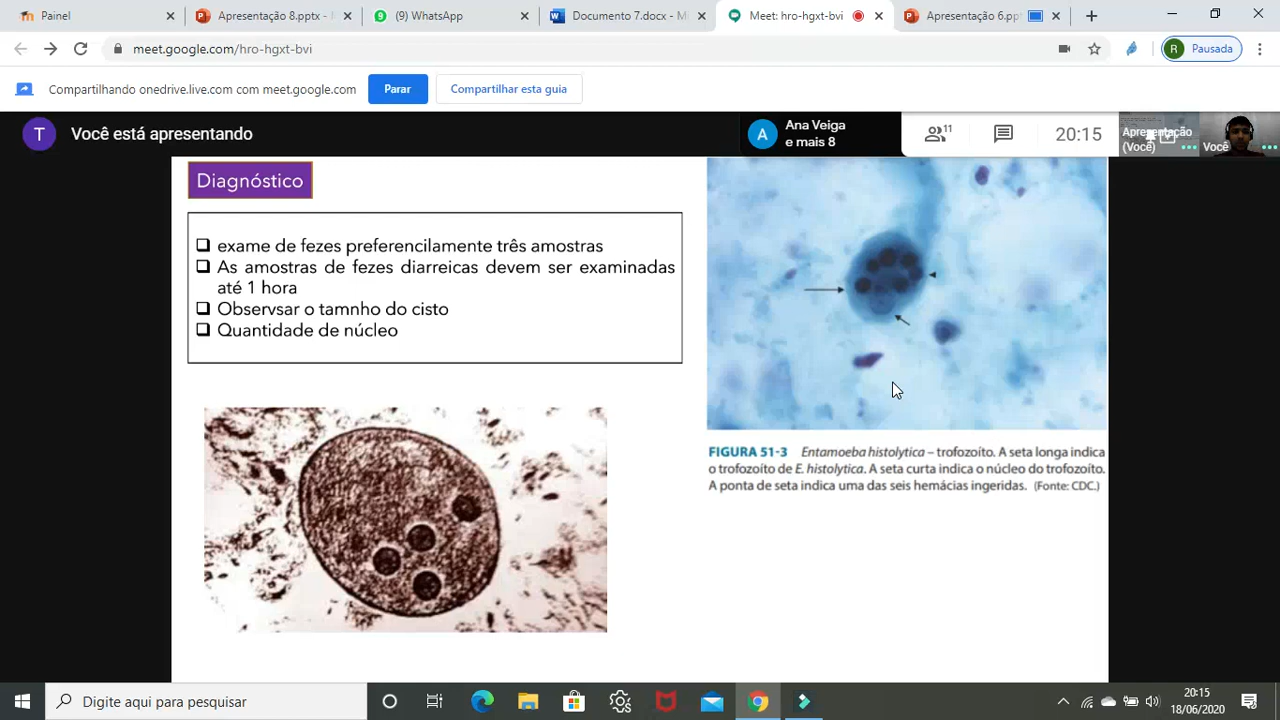 Painel
Apresentação 8.pptx -
(9) WhatsApp
Documento 7.docx - Mi
Meet: hro-hgxt-bvi
Apresentação 6.pp
meet.google.com/hro-hgxt-bvi
R Pausada
Compartilhando onedrive.live.com com meet.google.com
Parar
Compartilhar esta guia
T Você está apresentando
A Ana Veiga
e mais 8
11
20:15
Apresentação
(Você)
Você
Diagnóstico
exame de fezes preferencilamente três amostras
As amostras de fezes diarreicas devem ser examinadas
até 1 hora
Observsar o tamnho do cisto
Quantidade de núcleo
FIGURA 51-3 Entamoeba histolytica – trofozoíto. A seta longa indica
o trofozoíto de E. histolytica. A seta curta indica o núcleo do trofozoíto.
A ponta de seta indica uma das seis hemácias ingeridas. (Fonte: CDC.)
Digite aqui para pesquisar
20:15
18/06/2020